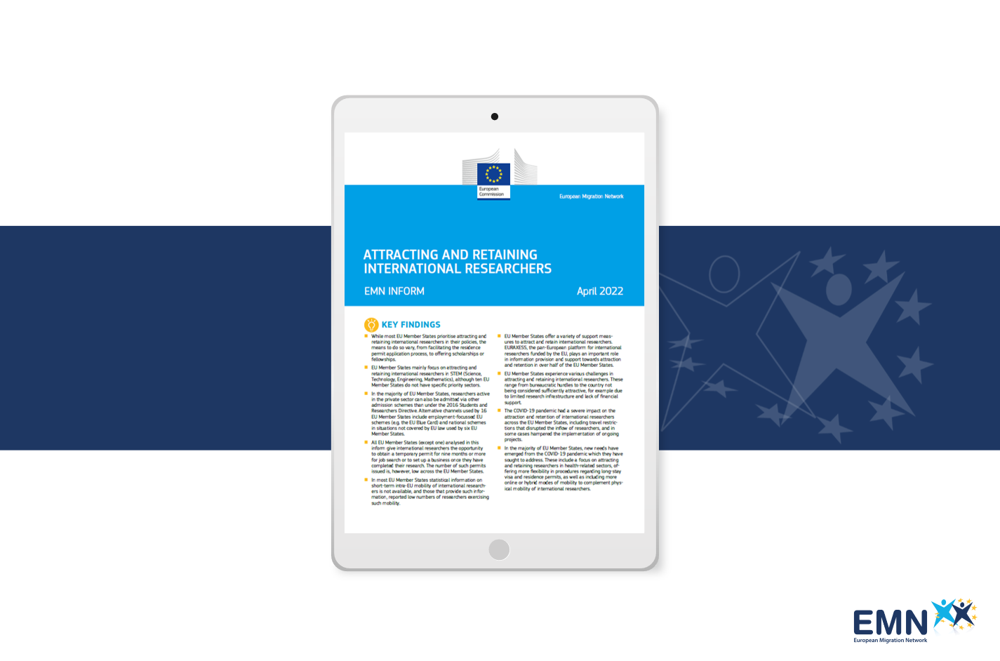 European
Commission
European Migration Network
ATTRACTING AND RETAINING
INTERNATIONAL RESEARCHERS
EMN INFORM
April 2022
KEY FINDINGS
While most EU Member States prioritise attracting and
retaining international researchers in their policies, the
means to do so vary, from facilitating the residence
permit application process, to offering scholarships or
fellowships.
EU Member States mainly focus on attracting and
retaining international researchers in STEM (Science,
Technology, Engineering, Mathematics), although ten EU
Member States do not have specific priority sectors.
In the majority of EU Member States, researchers active
in the private sector can also be admitted via other
admission schemes than under the 2016 Students and
Researchers Directive. Alternative channels used by 16
EU Member States include employment-focussed EU
schemes (e.g. the EU Blue Card) and national schemes
in situations not covered by EU law used by six EU
Member States.
All EU Member States (except one) analysed in this
inform give international researchers the opportunity
to obtain a temporary permit for nine months or more
for job search or to set up a business once they have
completed their research. The number of such permits
issued is, however, low across the EU Member States.
In most EU Member States statistical information on
short-term intra-EU mobility of international research-
ers is not available, and those that provide such infor-
mation, reported low numbers of researchers exercising
such mobility.
EU Member States offer a variety of support meas-
ures to attract and retain international researchers.
EURAXESS, the pan-European platform for international
researchers funded by the EU, plays an important role
in information provision and support towards attraction
and retention in over half of the EU Member States.
EU Member States experience various challenges in
attracting and retaining international researchers. These
range from bureaucratic hurdles to the country not
being considered sufficiently attractive, for example due
to limited research infrastructure and lack of financial
support.
The COVID-19 pandemic had a severe impact on the
attraction and retention of international researchers
across the EU Member States, including travel restric-
tions that disrupted the inflow of researchers, and in
some cases hampered the implementation of ongoing
projects.
In the majority of EU Member States, new needs have
emerged from the COVID-19 pandemic which they have
sought to address. These include a focus on attracting
and retaining researchers in health-related sectors, of-
fering more flexibility in procedures regarding long-stay
visa and residence permits, as well as including more
online or hybrid modes of mobility to complement phys-
ical mobility of international researchers.
EMN
European Migration Network